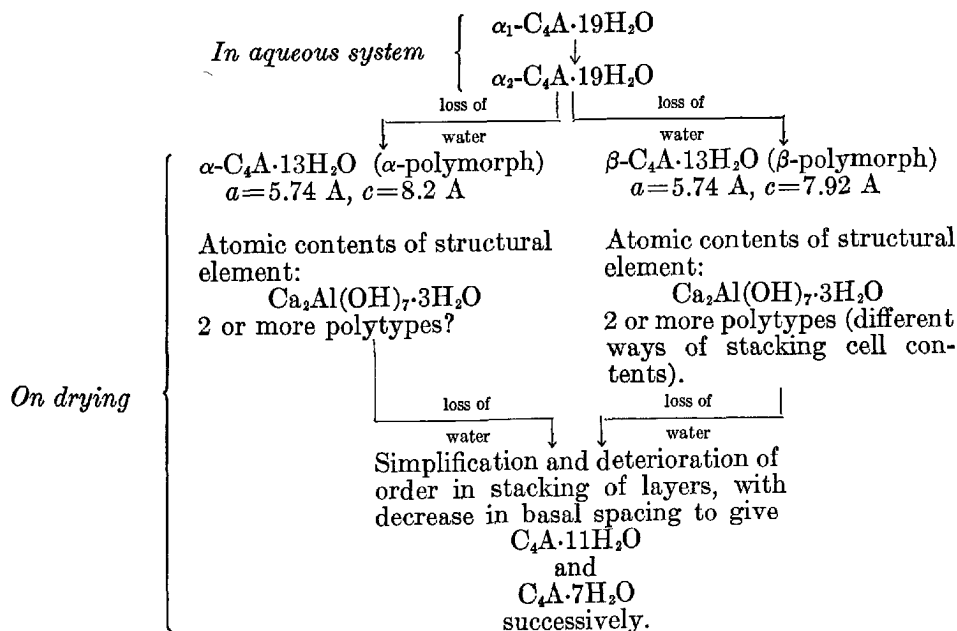 In aqueous system
α₁-C₄A·19H₂O
α₂-C₄A·19H₂O
loss of
water
loss of
water
On drying
α-C₄A·13H₂O (α-polymorph)
a=5.74 A, c=8.2 A
Atomic contents of structural
element:
Ca₂Al(OH)₇·3H₂O
2 or more polytypes?
β-C₄A·13H₂O (β-polymorph)
a=5.74 A, c=7.92 A
Atomic contents of structural
element:
Ca₂Al(OH)₇·3H₂O
2 or more polytypes (different
ways of stacking cell con-
tents).
loss of
water
loss of
water
Simplification and deterioration of
order in stacking of layers, with
decrease in basal spacing to give
C₄A·11H₂O
and
C₄A·7H₂O
successively.